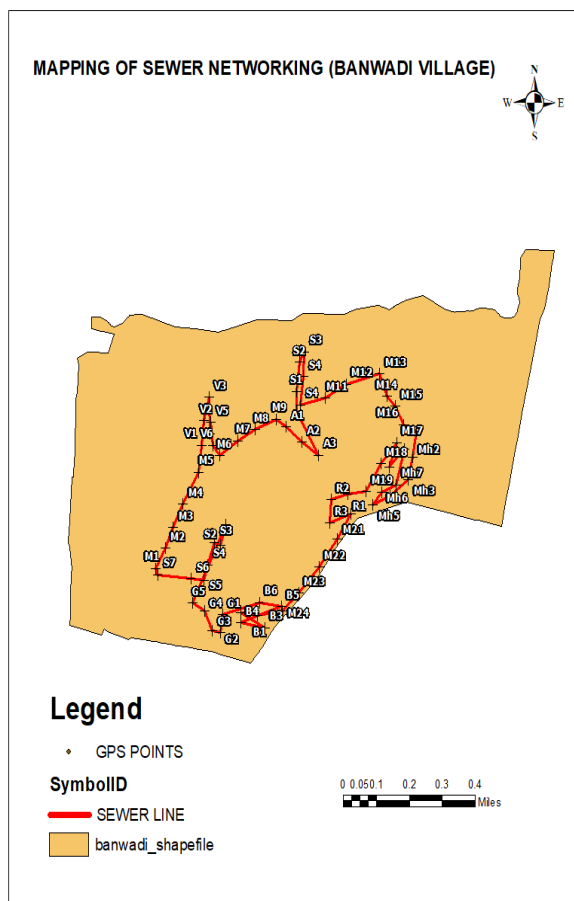 MAPPING OF SEWER NETWORKING (BANWADI VILLAGE)
N
W E
S
S3
S2
S4
M13
M12
V3
S1
M11
M14
S4
M15
V2
M9
A1
M16
V5
M8
V1 V6
M7
A2
M17
M6
A3
Mh2
M5
M18
Mh7
M4
M19
Mh3
R2
Mh6
M3
R1
Mh5
R3
M2
S2 S3
M21
S4
M22
M1
S7
S6
S5
M23
G5
B6 B5
G4 G1
B4 B3 M24
G3
B1
G2
Legend
GPS POINTS
SymbolID
SEWER LINE
banwadi_shapefile
0 0.050.1 0.2 0.3 0.4
Miles